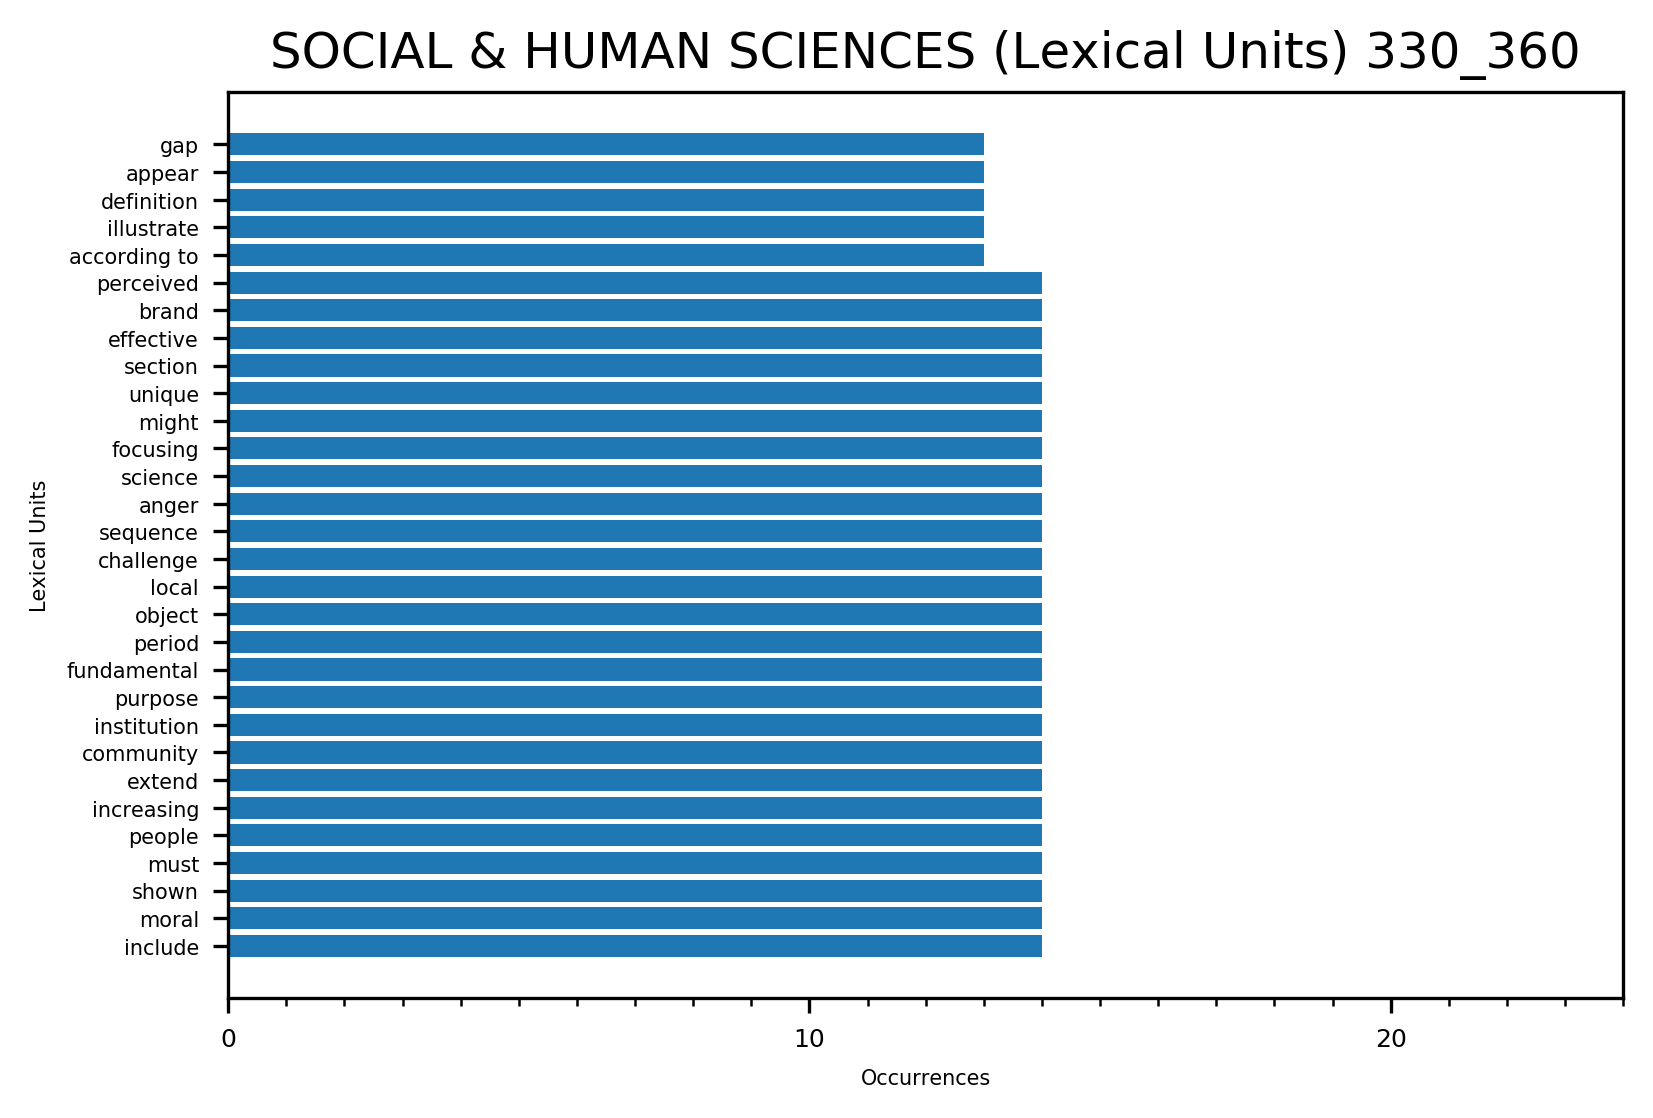 SOCIAL & HUMAN SCIENCES (Lexical Units) 330_360
gap
appear
definition
illustrate
according to
perceived
brand
effective
section
unique
might
focusing
science
anger
sequence
challenge
local
object
period
fundamental
purpose
institution
community
extend
increasing
people
must
shown
moral
include
Lexical Units
0 10 20
Occurrences